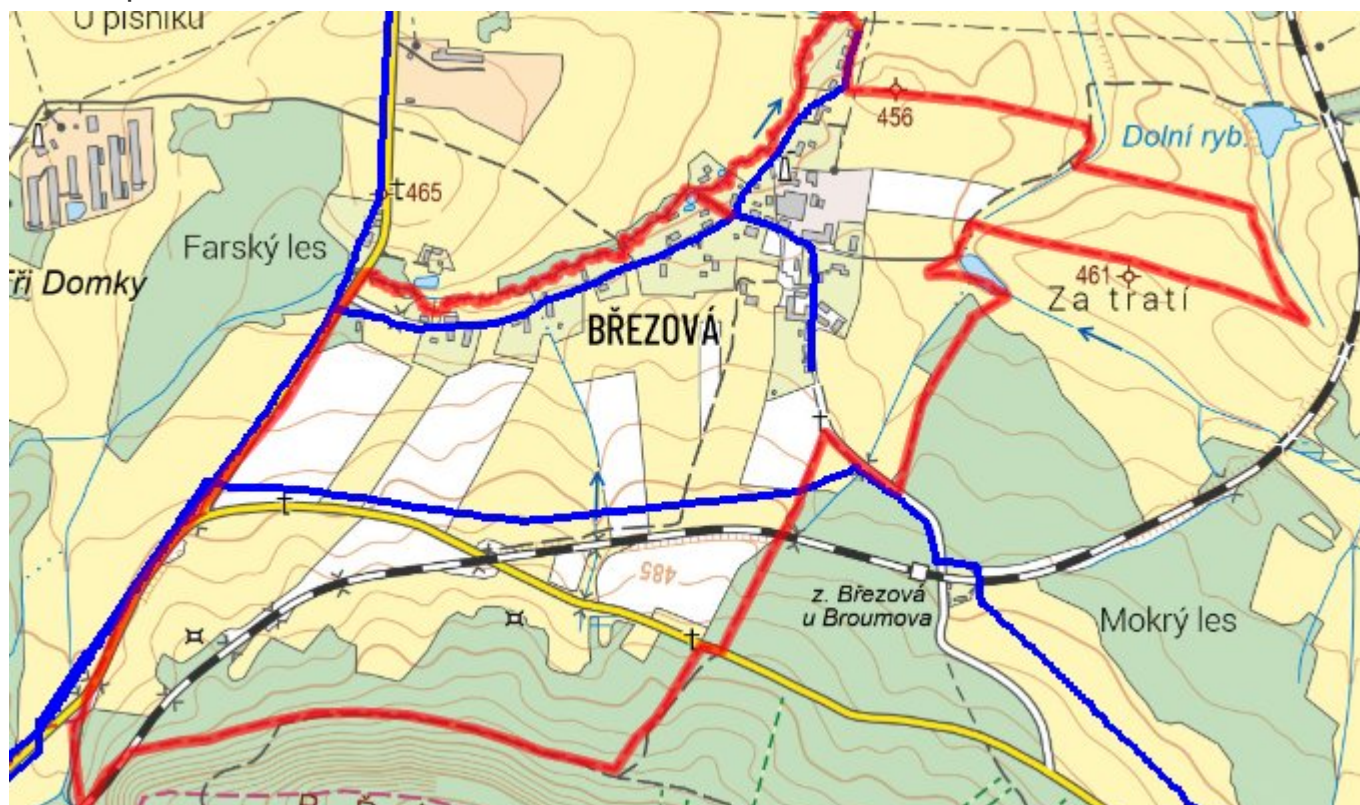 U písníku
456
Dolní ryb.
465
Farský les
461
Za tratí
ři Domky
BŘEZOVÁ
485
z. Březová
u Broumova
Mokrý les